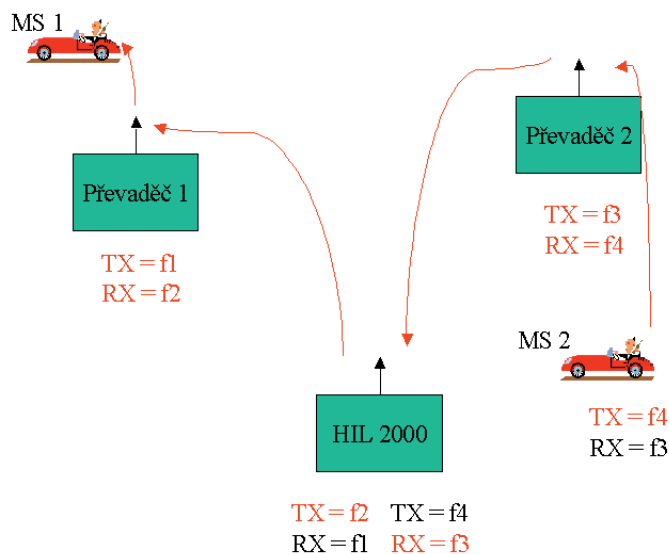 MS 1
Převaděč 1
TX = f1
RX = f2
Převaděč 2
TX = f3
RX = f4
MS 2
TX = f4
RX = f3
HIL 2000
TX = f2 TX = f4
RX = f1 RX = f3